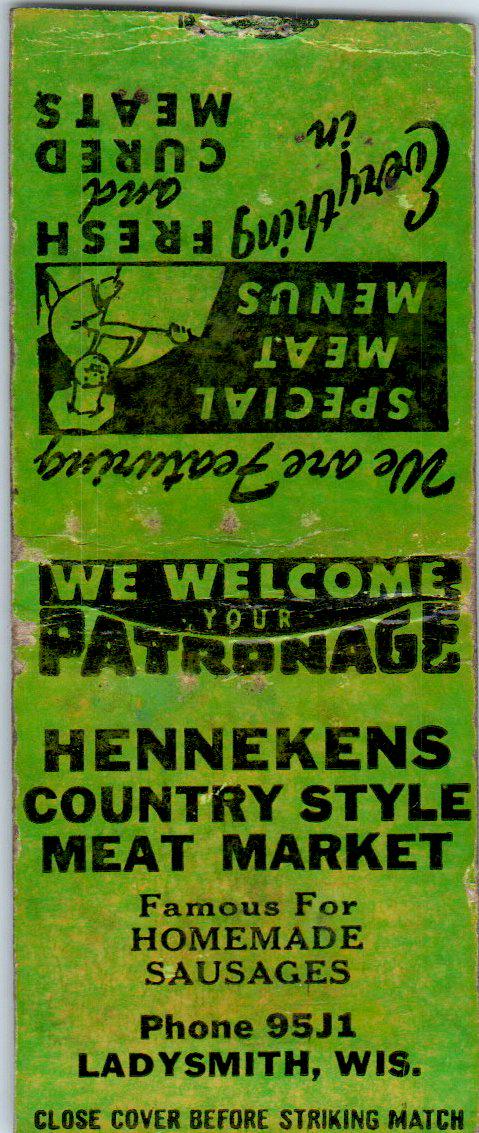 We are Featuring
SPECIAL
MEAT
MENUS
Everything
in
FRESH
and
CURED
MEATS
WE WELCOME
YOUR
PATRONAGE
HENNEKENS
COUNTRY STYLE
MEAT MARKET
Famous For
HOMEMADE
SAUSAGES
Phone 95J1
LADYSMITH, WIS.
CLOSE COVER BEFORE STRIKING MATCH